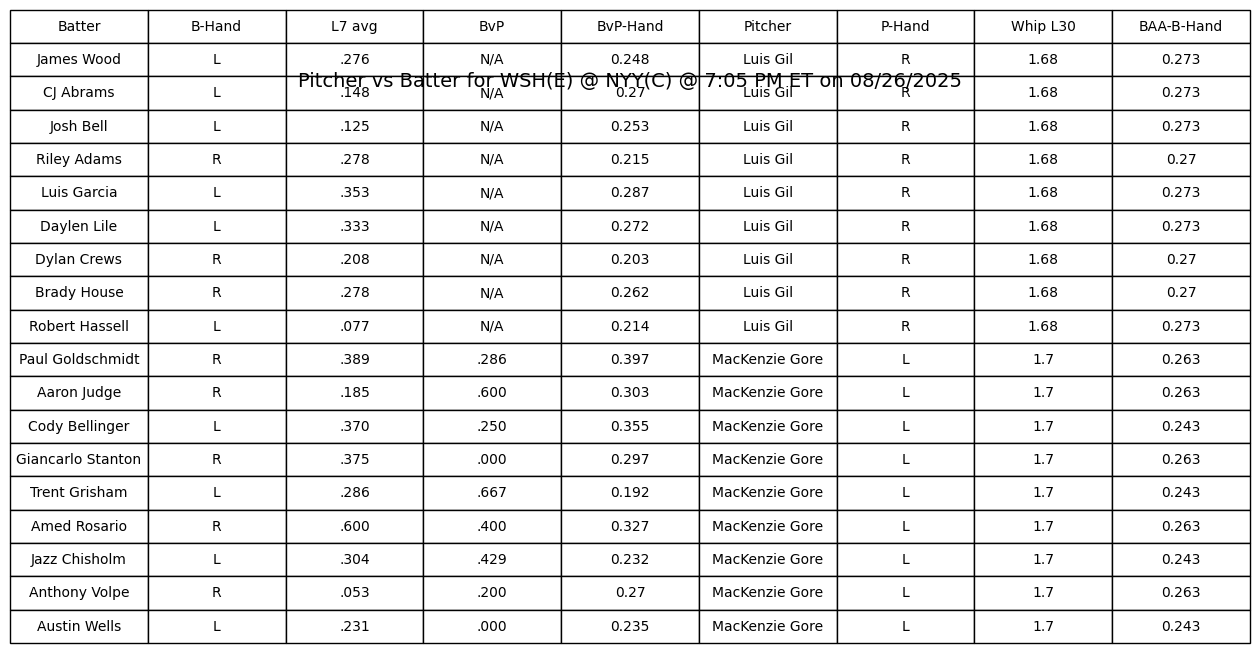 Batter B-Hand L7 avg BvP BvP-Hand Pitcher P-Hand Whip L30 BAA-B-Hand
James Wood L .276 N/A 0.248 Luis Gil R 1.68 0.273
Pitcher vs Batter for WSH(E) @ NYY(C) @ 7:05 PM ET on 08/26/2025
CJ Abrams L .148 N/A 0.27 Luis Gil R 1.68 0.273
Josh Bell L .125 N/A 0.253 Luis Gil R 1.68 0.273
Riley Adams R .278 N/A 0.215 Luis Gil R 1.68 0.27
Luis Garcia L .353 N/A 0.287 Luis Gil R 1.68 0.273
Daylen Lile L .333 N/A 0.272 Luis Gil R 1.68 0.273
Dylan Crews R .208 N/A 0.203 Luis Gil R 1.68 0.27
Brady House R .278 N/A 0.262 Luis Gil R 1.68 0.27
Robert Hassell L .077 N/A 0.214 Luis Gil R 1.68 0.273
Paul Goldschmidt R .389 .286 0.397 MacKenzie Gore L 1.7 0.263
Aaron Judge R .185 .600 0.303 MacKenzie Gore L 1.7 0.263
Cody Bellinger L .370 .250 0.355 MacKenzie Gore L 1.7 0.243
Giancarlo Stanton R .375 .000 0.297 MacKenzie Gore L 1.7 0.263
Trent Grisham L .286 .667 0.192 MacKenzie Gore L 1.7 0.243
Amed Rosario R .600 .400 0.327 MacKenzie Gore L 1.7 0.263
Jazz Chisholm L .304 .429 0.232 MacKenzie Gore L 1.7 0.243
Anthony Volpe R .053 .200 0.27 MacKenzie Gore L 1.7 0.263
Austin Wells L .231 .000 0.235 MacKenzie Gore L 1.7 0.243